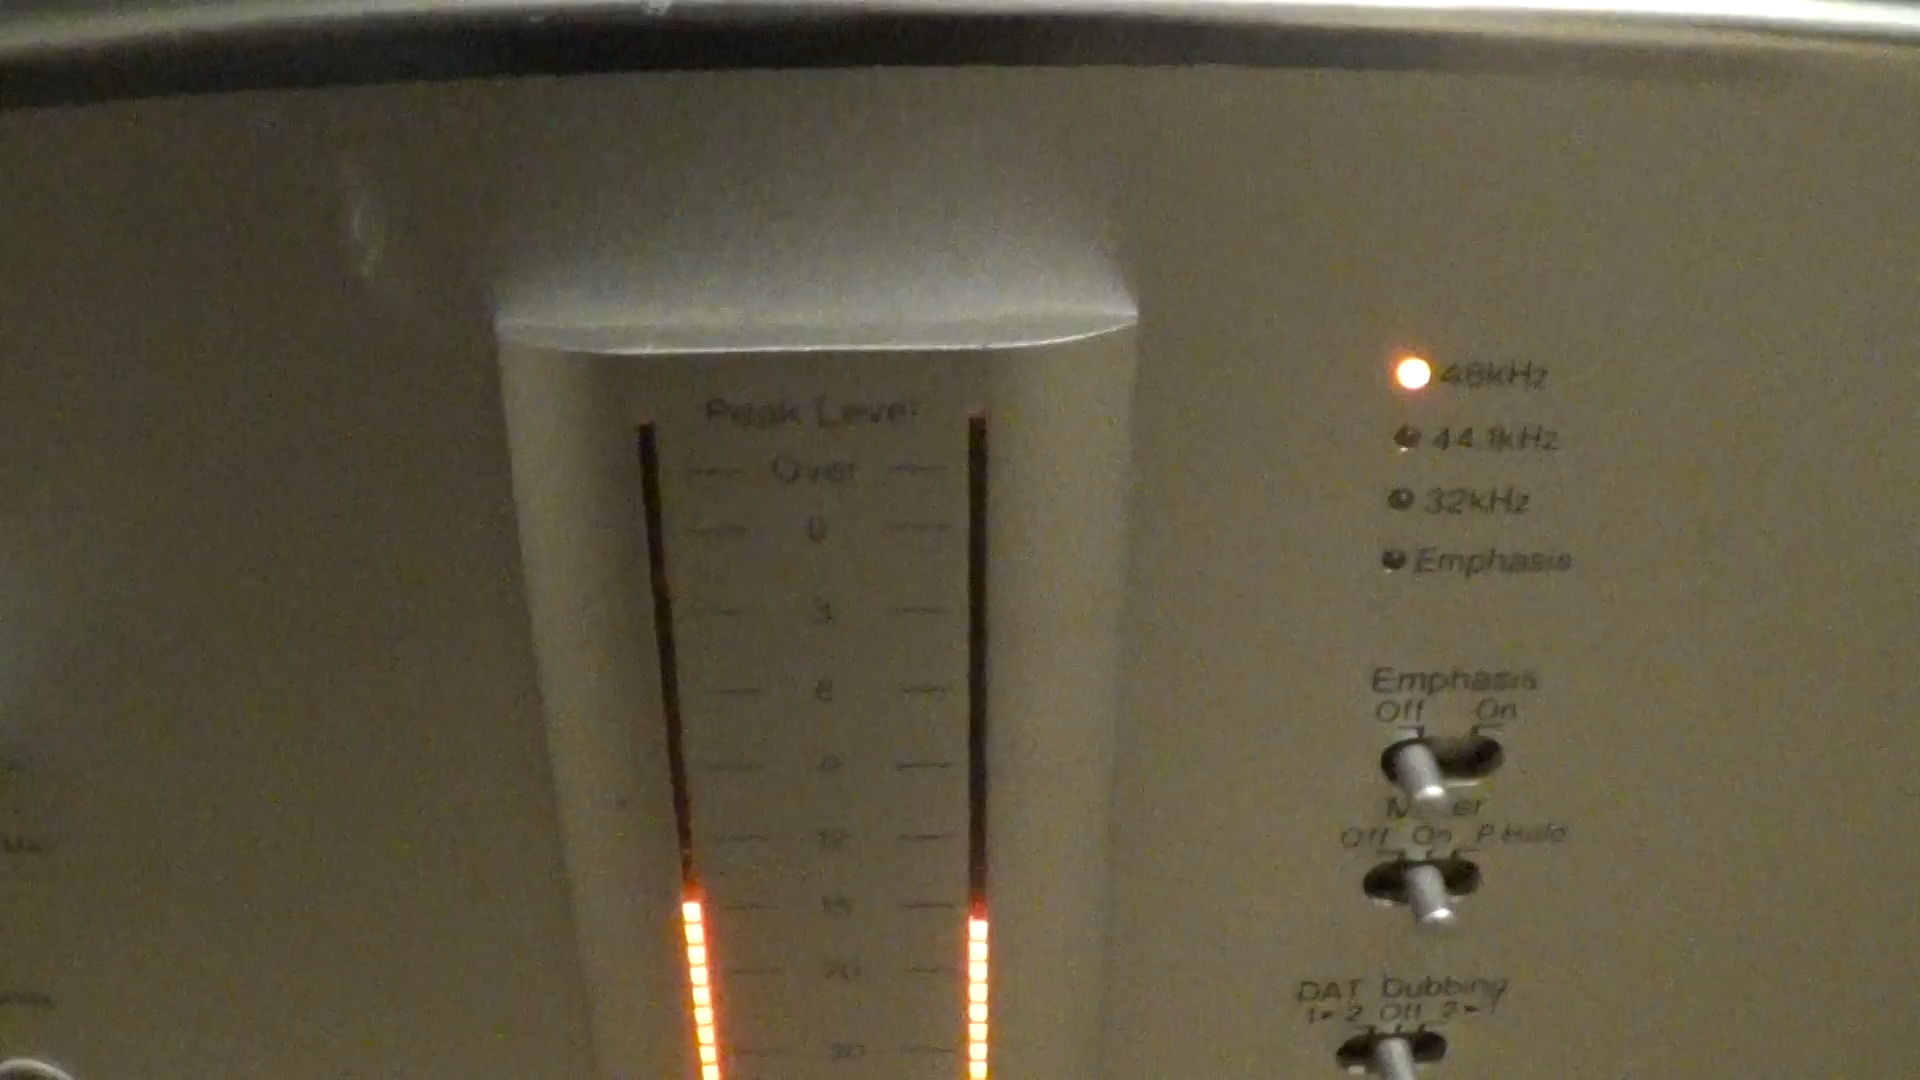 Peak Level
Over
0
3
6
9
12
15
20
30
48kHz
44.1kHz
32kHz
Emphasis
Emphasis
Off On
Off On P.Hold
DAT Dubbing
1▸2 Off 2▸1